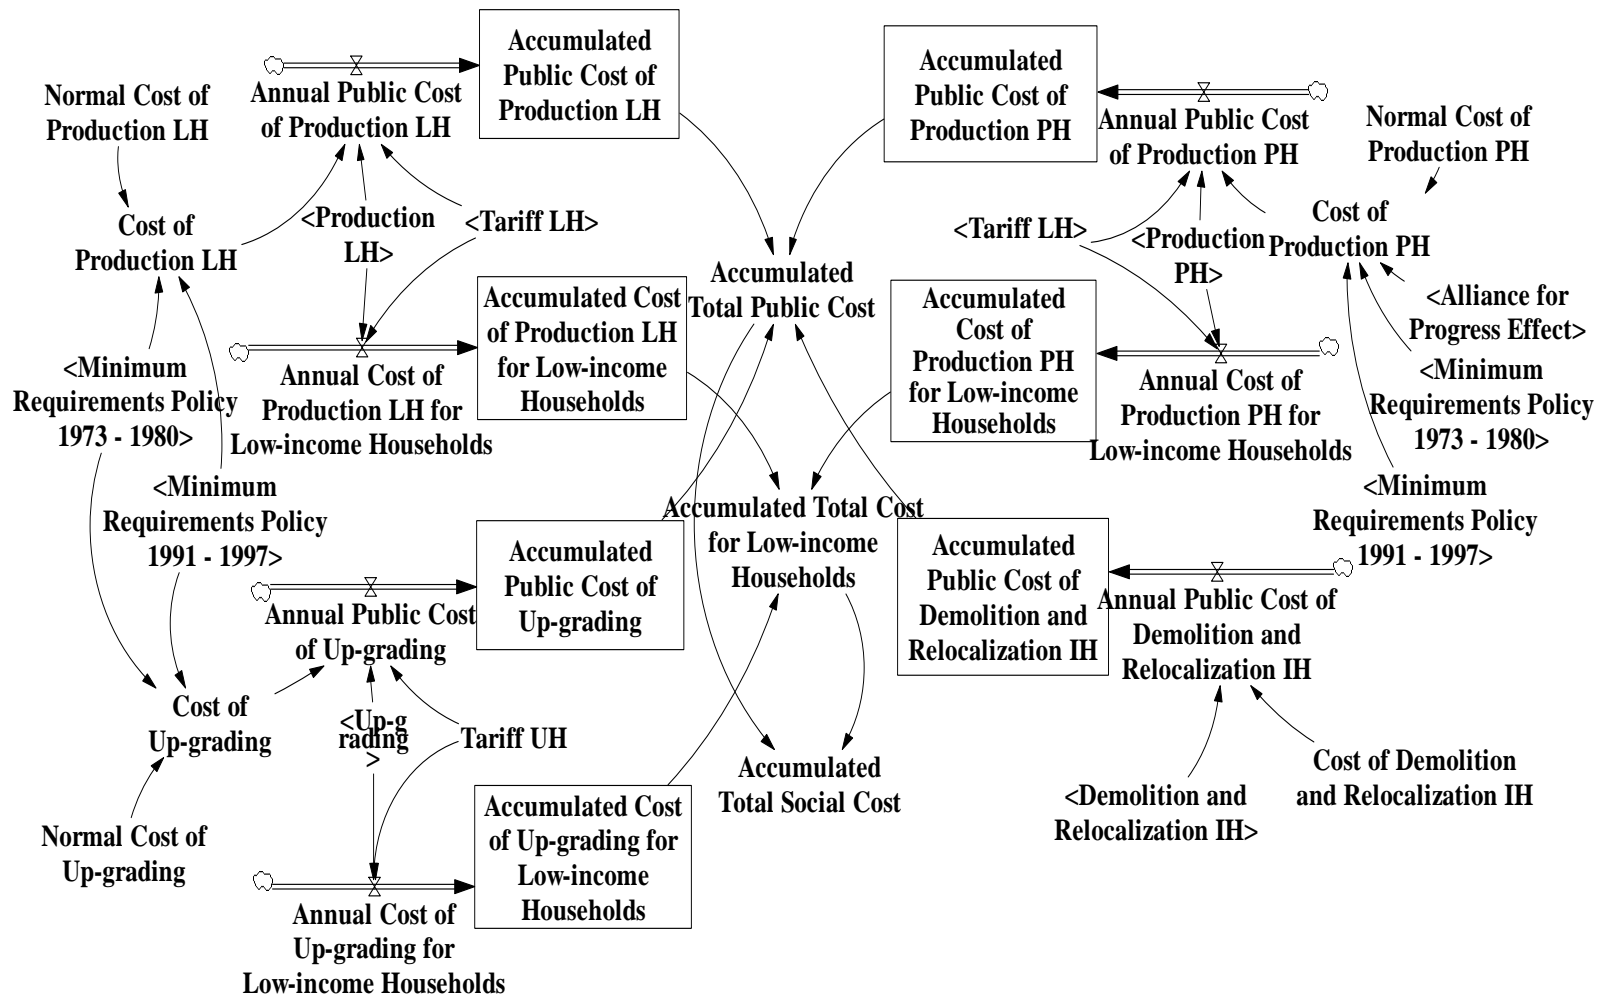 Accumulated
Public Cost of
Production LH
Annual Public Cost
of Production LH
Normal Cost of
Production LH
Cost of
Production LH
<Production
LH>
<Tariff LH>
Accumulated Cost
of Production LH
for Low-income
Households
Annual Cost of
Production LH for
Low-income Households
<Minimum
Requirements Policy
1973 - 1980>
<Minimum
Requirements Policy
1991 - 1997>
Accumulated
Public Cost of
Up-grading
Annual Public Cost
of Up-grading
Cost of
Up-grading
<Up-g
rading
>
Tariff UH
Normal Cost of
Up-grading
Accumulated Cost
of Up-grading for
Low-income
Households
Annual Cost of
Up-grading for
Low-income Households
Accumulated
Total Public Cost
Accumulated Total Cost
for Low-income
Households
Accumulated
Total Social Cost
Accumulated
Public Cost of
Production PH
Annual Public Cost
of Production PH
Normal Cost of
Production PH
<Tariff LH>
<Production
PH>
Cost of
Production PH
<Alliance for
Progress Effect>
Accumulated
Cost of
Production PH
for Low-income
Households
Annual Cost of
Production PH for
Low-income Households
<Minimum
Requirements Policy
1973 - 1980>
<Minimum
Requirements Policy
1991 - 1997>
Accumulated
Public Cost of
Demolition and
Relocalization IH
Annual Public Cost of
Demolition and
Relocalization IH
<Demolition and
Relocalization IH>
Cost of Demolition
and Relocalization IH